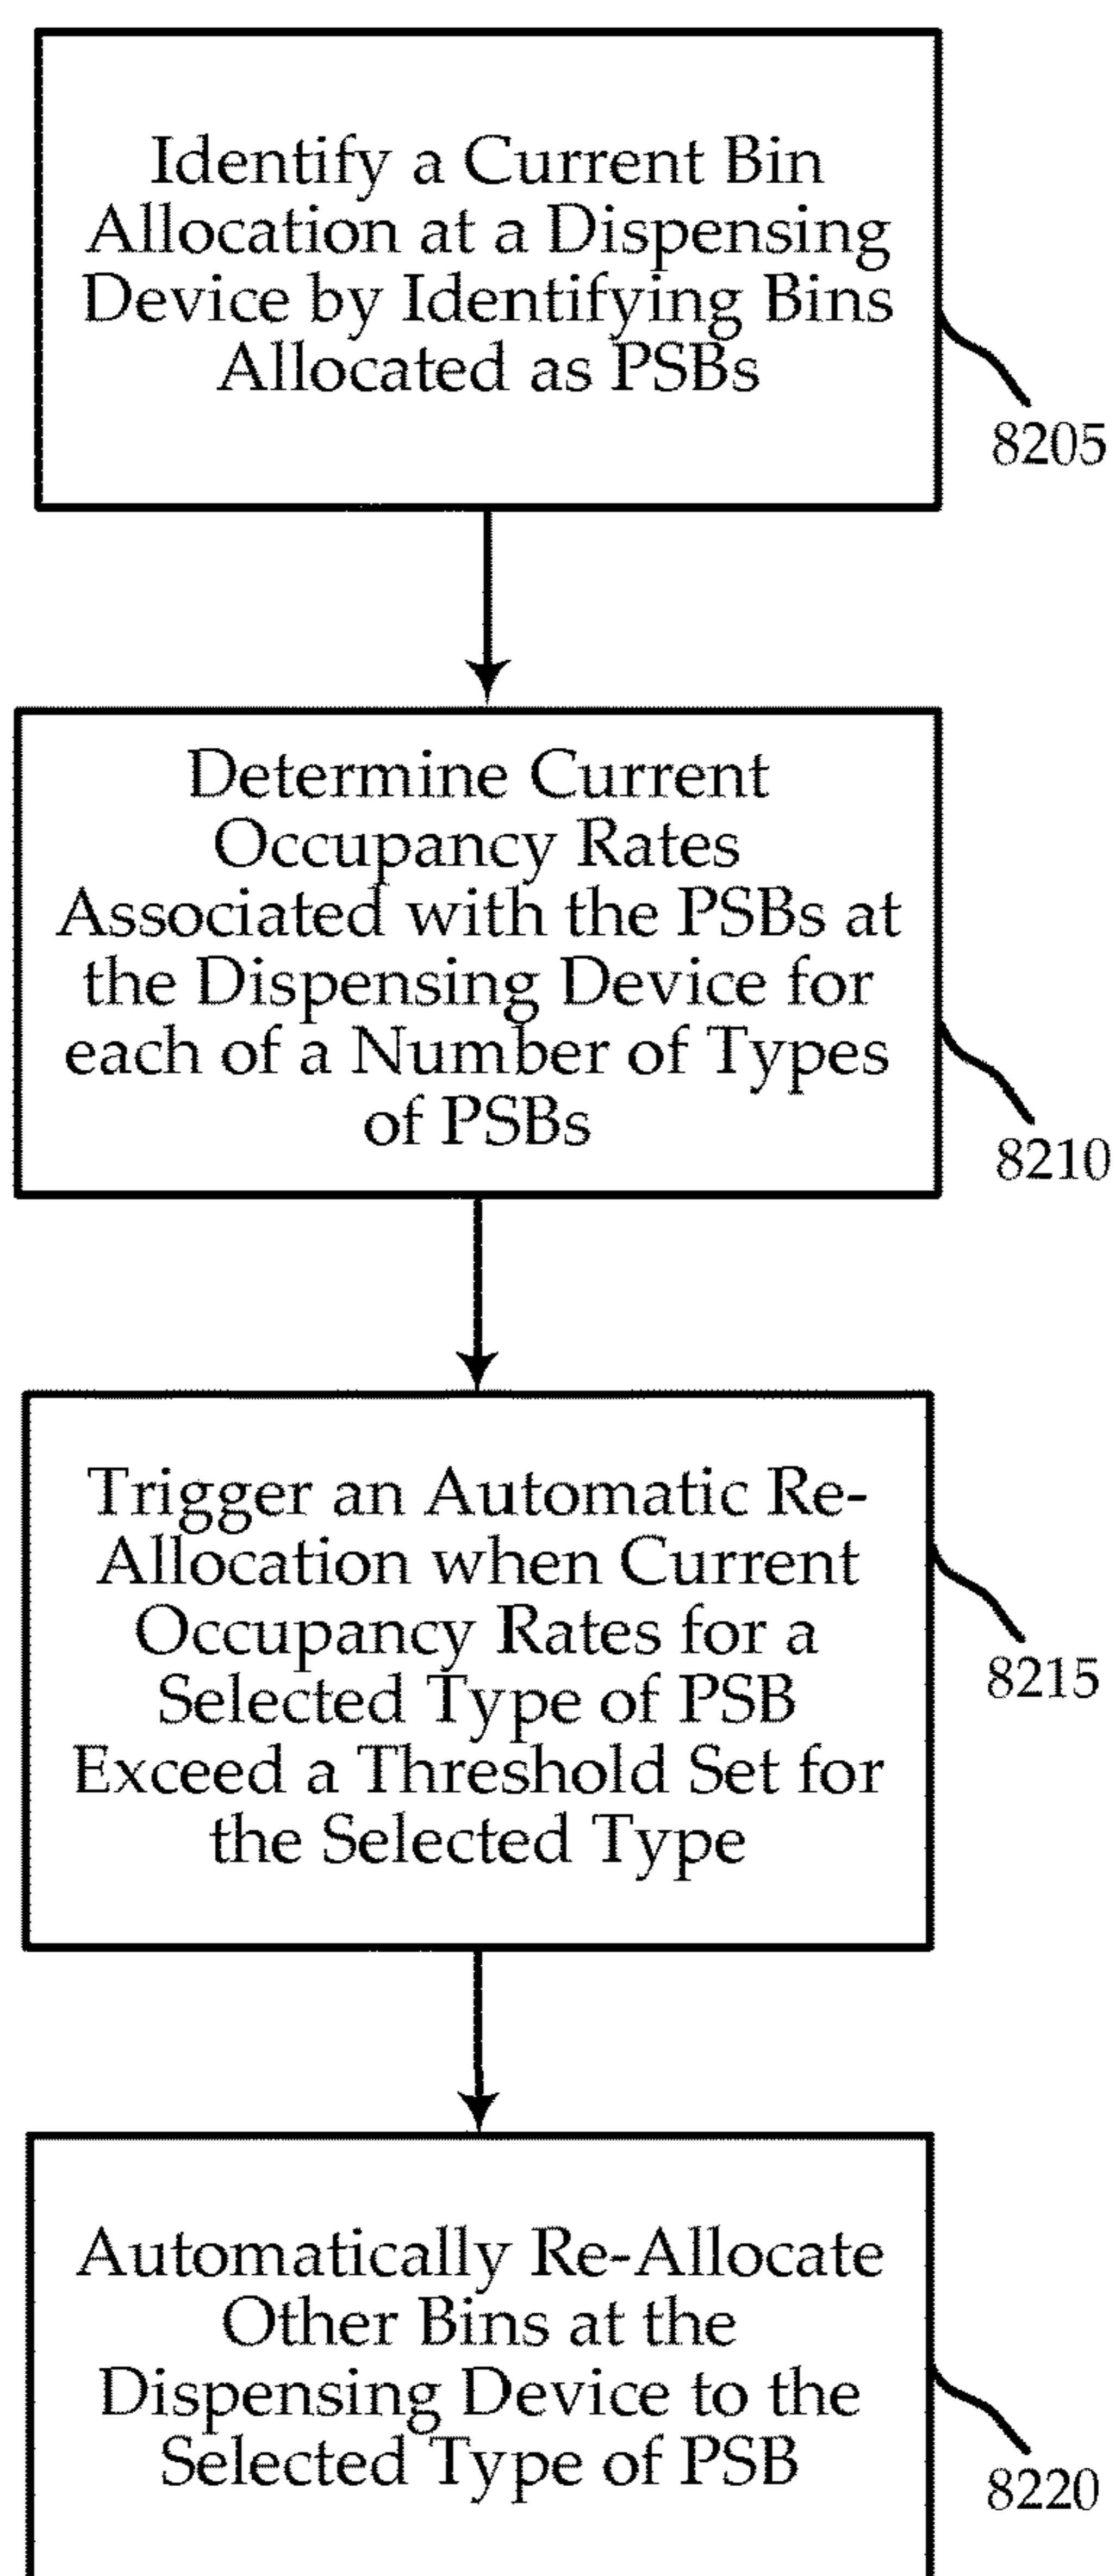 Identify a Current Bin
Allocation at a Dispensing
Device by Identifying Bins
Allocated as PSBs
8205
Determine Current
Occupancy Rates
Associated with the PSBs at
the Dispensing Device for
each of a Number of Types
of PSBs
8210
Trigger an Automatic Re-
Allocation when Current
Occupancy Rates for a
Selected Type of PSB
Exceed a Threshold Set for
the Selected Type
8215
Automatically Re-Allocate
Other Bins at the
Dispensing Device to the
Selected Type of PSB
8220